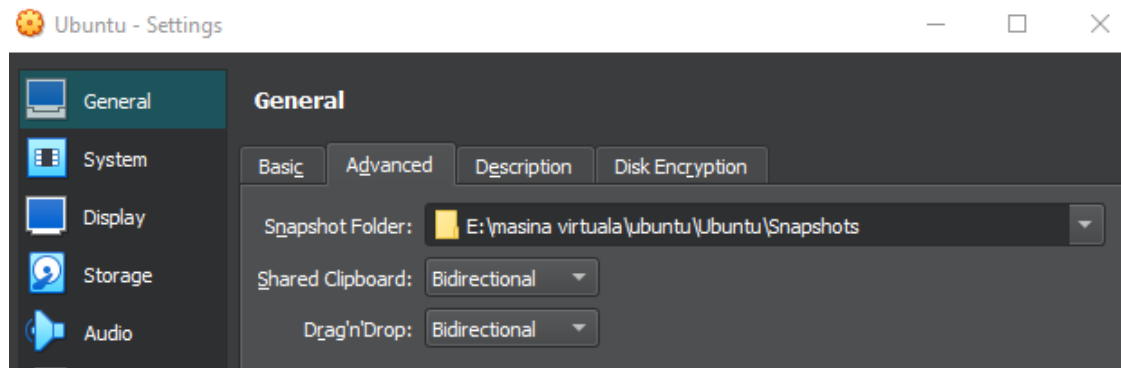 Ubuntu - Settings
General
System
Display
Storage
Audio
General
Basic Advanced Description Disk Encryption
Snapshot Folder: E:\masina virtuala\ubuntu\Ubuntu\Snapshots
Shared Clipboard: Bidirectional
Drag'n'Drop: Bidirectional